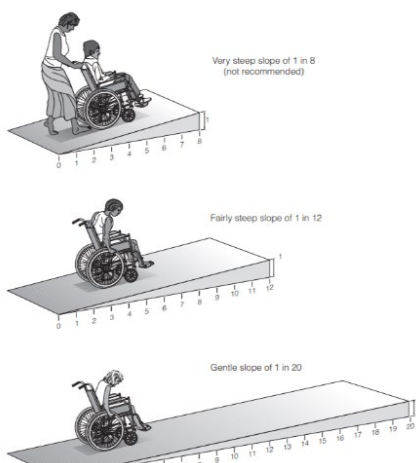 Very steep slope of 1 in 8
(not recommended)
1
0 1 2 3 4 5 6 7 8
Fairly steep slope of 1 in 12
1
0 1 2 3 4 5 6 7 8 9 10 11 12
Gentle slope of 1 in 20
1
9 10 11 12 13 14 15 16 17 18 19 20